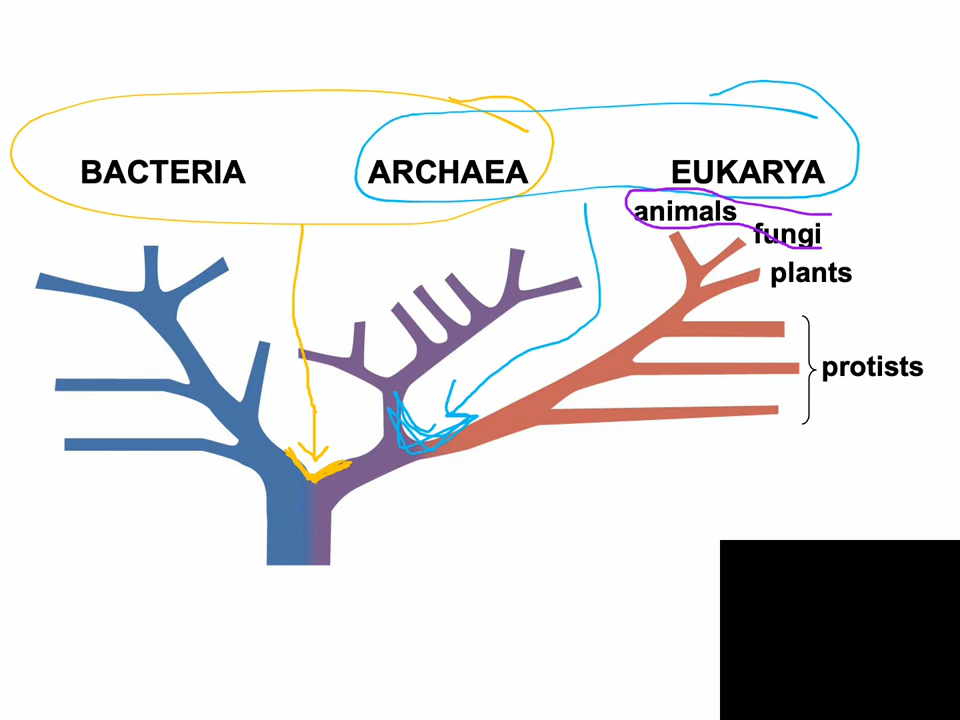 BACTERIA ARCHAEA EUKARYA
animals
fungi
plants
protists